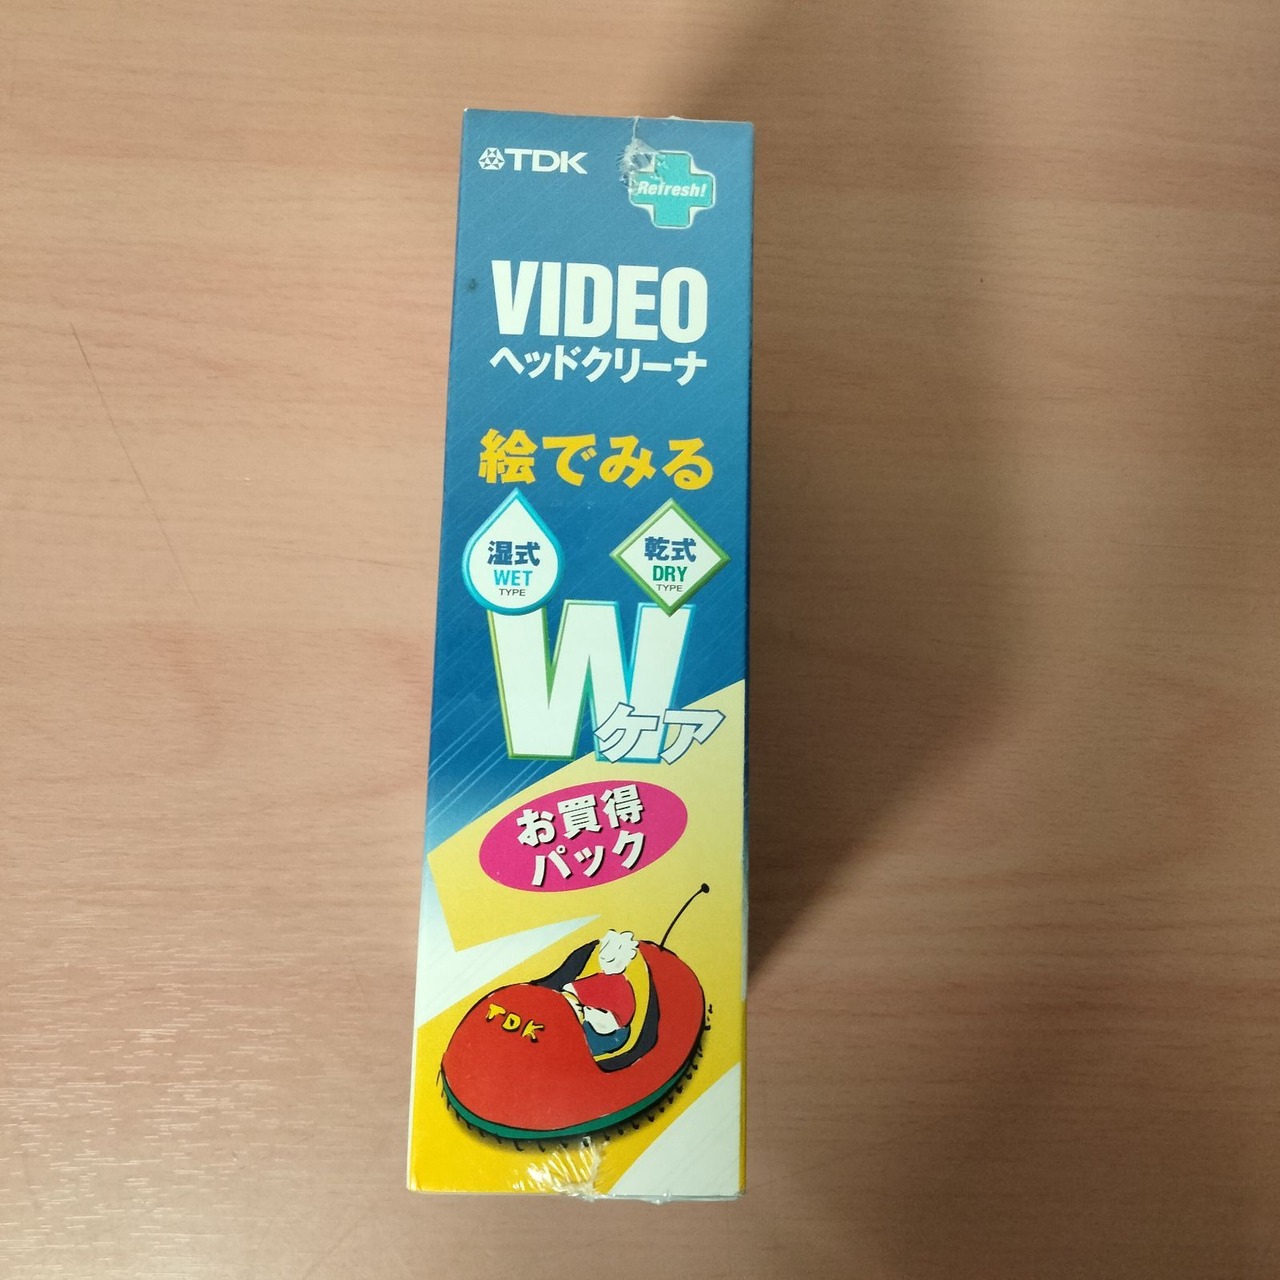 TDK
Refresh!
VIDEO
ヘッドクリーナ
絵でみる
湿式
WET
TYPE
乾式
DRY
TYPE
W
ケア
お買得
パック
TDK